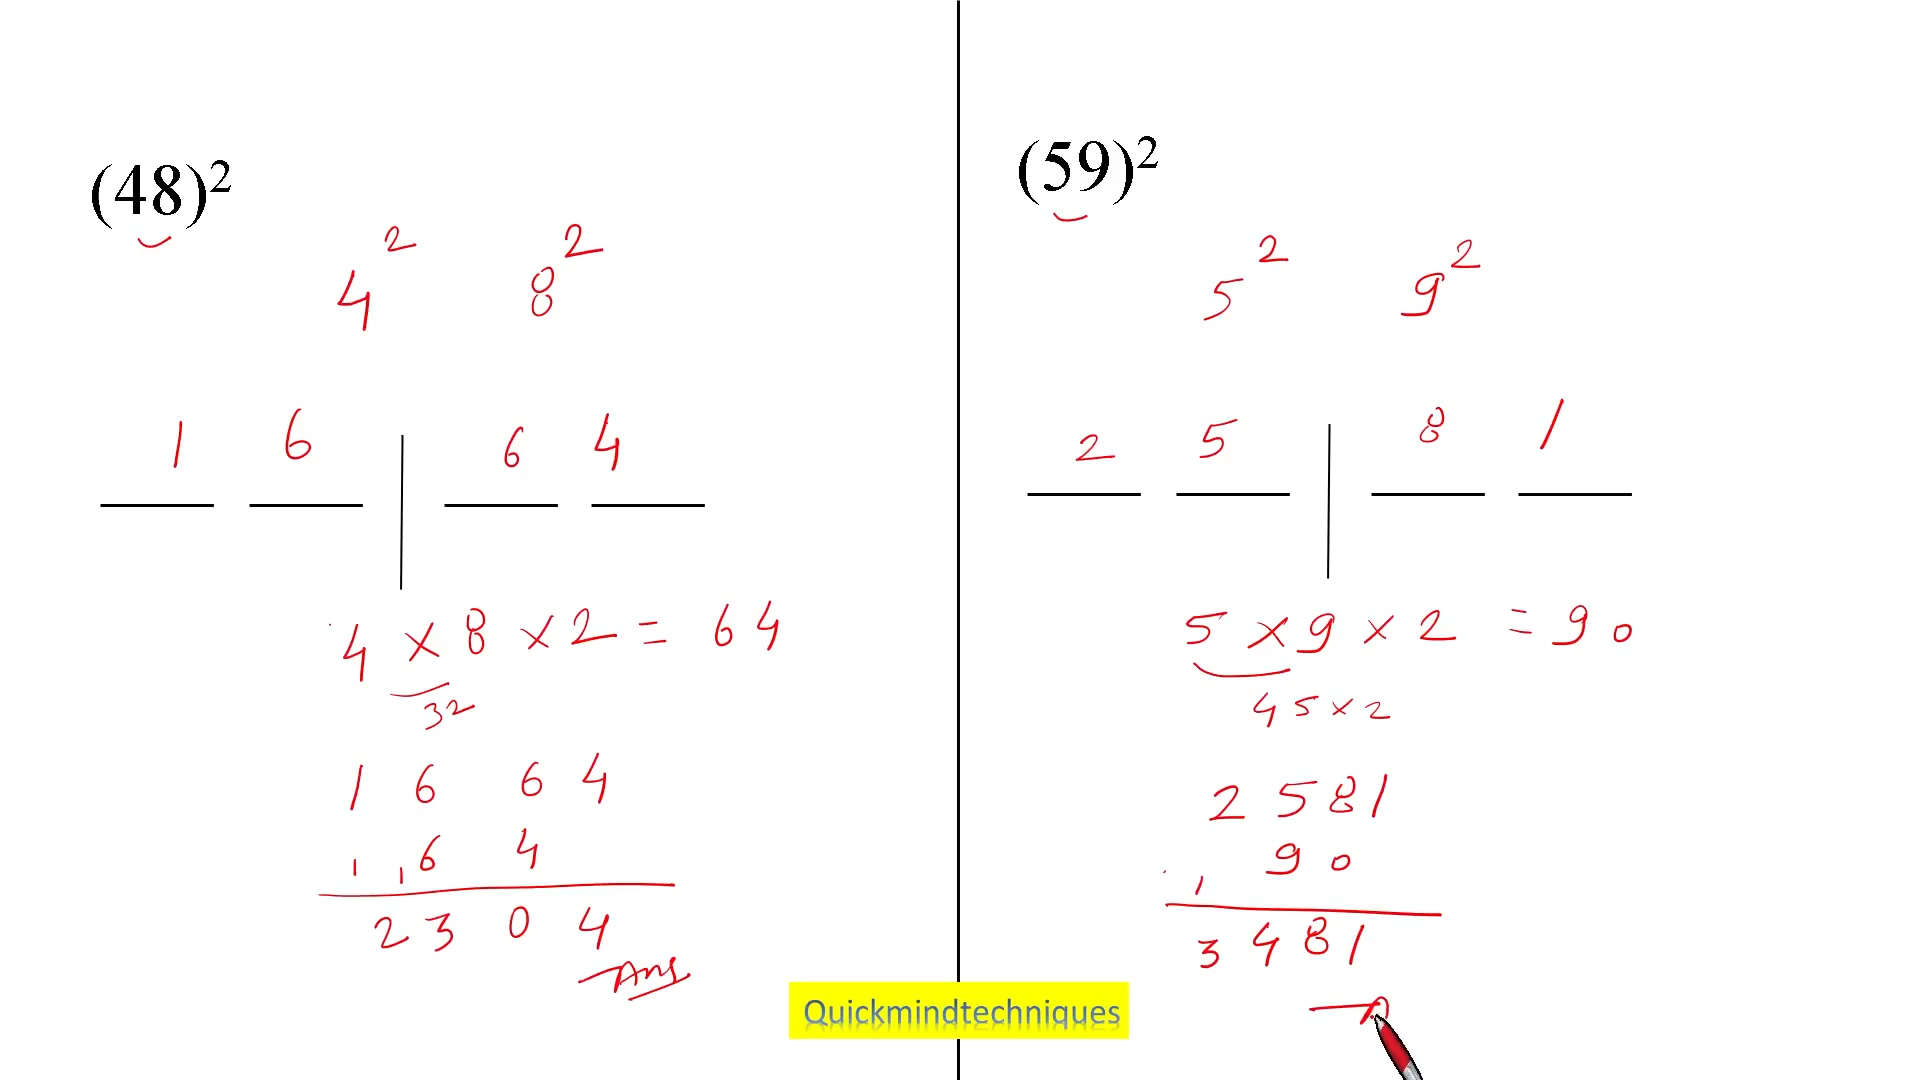 (48)²
4² 8²
1 6 | 6 4
4 × 8 × 2 = 64
32
1 6 6 4
1 1 6 4
2 3 0 4
Ans
(59)²
5² 9²
2 5 | 8 1
5 × 9 × 2 = 90
45 × 2
2 5 8 1
1 9 0
3 4 8 1
Quickmindtechniques